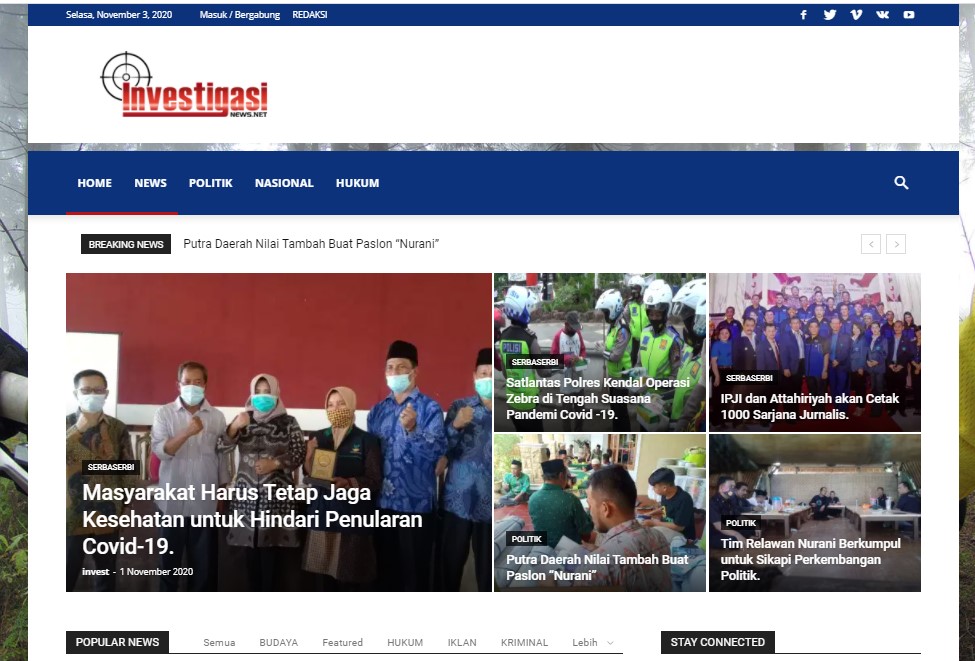 Selasa, November 3, 2020 Masuk / Bergabung REDAKSI
Investigasi
NEWS.NET
HOME NEWS POLITIK NASIONAL HUKUM
BREAKING NEWS Putra Daerah Nilai Tambah Buat Paslon “Nurani”
SERBASERBI
Masyarakat Harus Tetap Jaga
Kesehatan untuk Hindari Penularan
Covid-19.
invest - 1 November 2020
POLISI
SERBASERBI
Satlantas Polres Kendal Operasi
Zebra di Tengah Suasana
Pandemi Covid -19.
SERBASERBI
IPJI dan Attahiriyah akan Cetak
1000 Sarjana Jurnalis.
POLITIK
Putra Daerah Nilai Tambah Buat
Paslon “Nurani”
POLITIK
Tim Relawan Nurani Berkumpul
untuk Sikapi Perkembangan
Politik.
POPULAR NEWS Semua BUDAYA Featured HUKUM IKLAN KRIMINAL Lebih
STAY CONNECTED